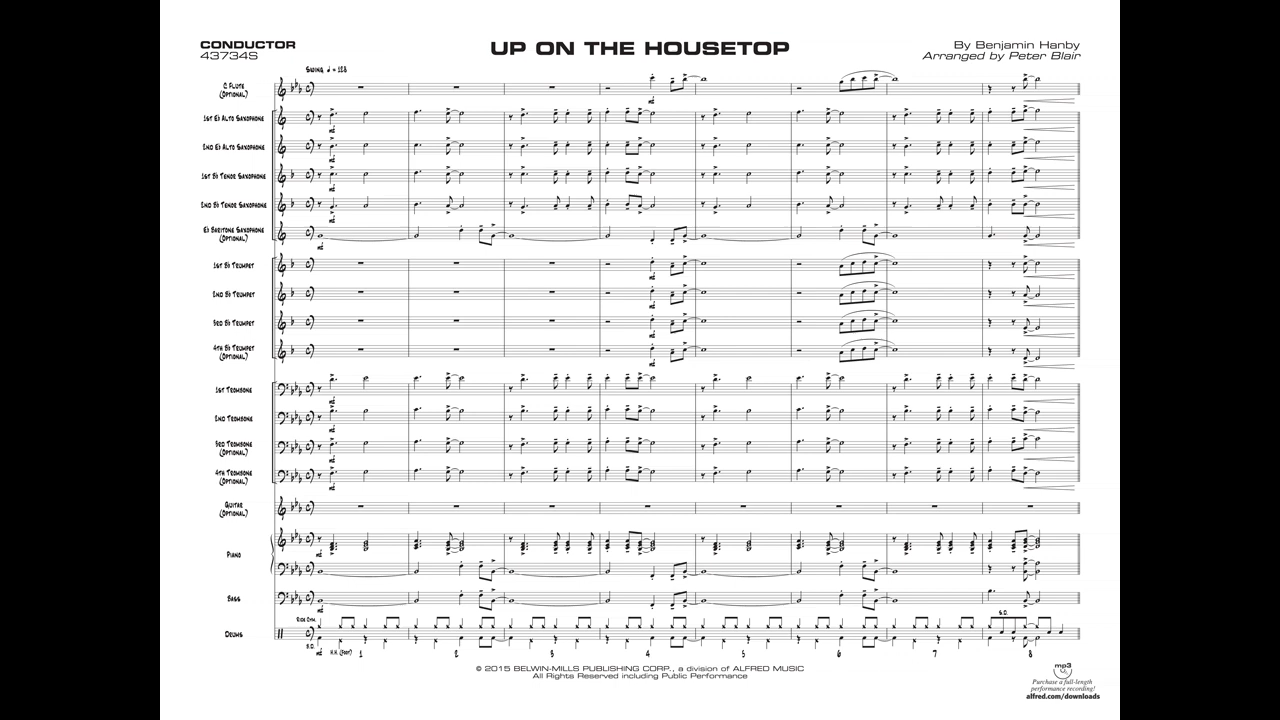 CONDUCTOR
43734S
UP ON THE HOUSETOP
By Benjamin Hanby
Arranged by Peter Blair
SWING ♩ = 128
C FLUTE
(OPTIONAL)
1ST E♭ ALTO SAXOPHONE
2ND E♭ ALTO SAXOPHONE
1ST B♭ TENOR SAXOPHONE
2ND B♭ TENOR SAXOPHONE
E♭ BARITONE SAXOPHONE
(OPTIONAL)
1ST B♭ TRUMPET
2ND B♭ TRUMPET
3RD B♭ TRUMPET
4TH B♭ TRUMPET
(OPTIONAL)
1ST TROMBONE
2ND TROMBONE
3RD TROMBONE
(OPTIONAL)
4TH TROMBONE
(OPTIONAL)
GUITAR
(OPTIONAL)
PIANO
BASS
RIDE CYM.
S.D.
DRUMS
B.D.
mf H.H. (FOOT) 1 2 3 4 5 6 7 8
© 2015 BELWIN-MILLS PUBLISHING CORP., a division of ALFRED MUSIC
All Rights Reserved including Public Performance
mp3
Purchase a full-length
performance recording!
alfred.com/downloads